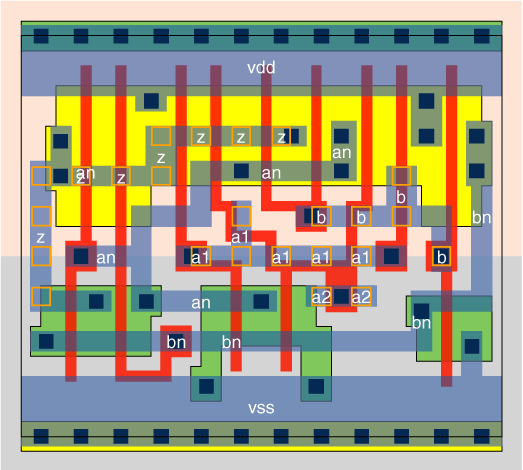 vdd
z z z z
z an
an z z an
b
b b bn
z a1
an a1 a1 a1 a1 b
an a2 a2
bn
bn bn
vss